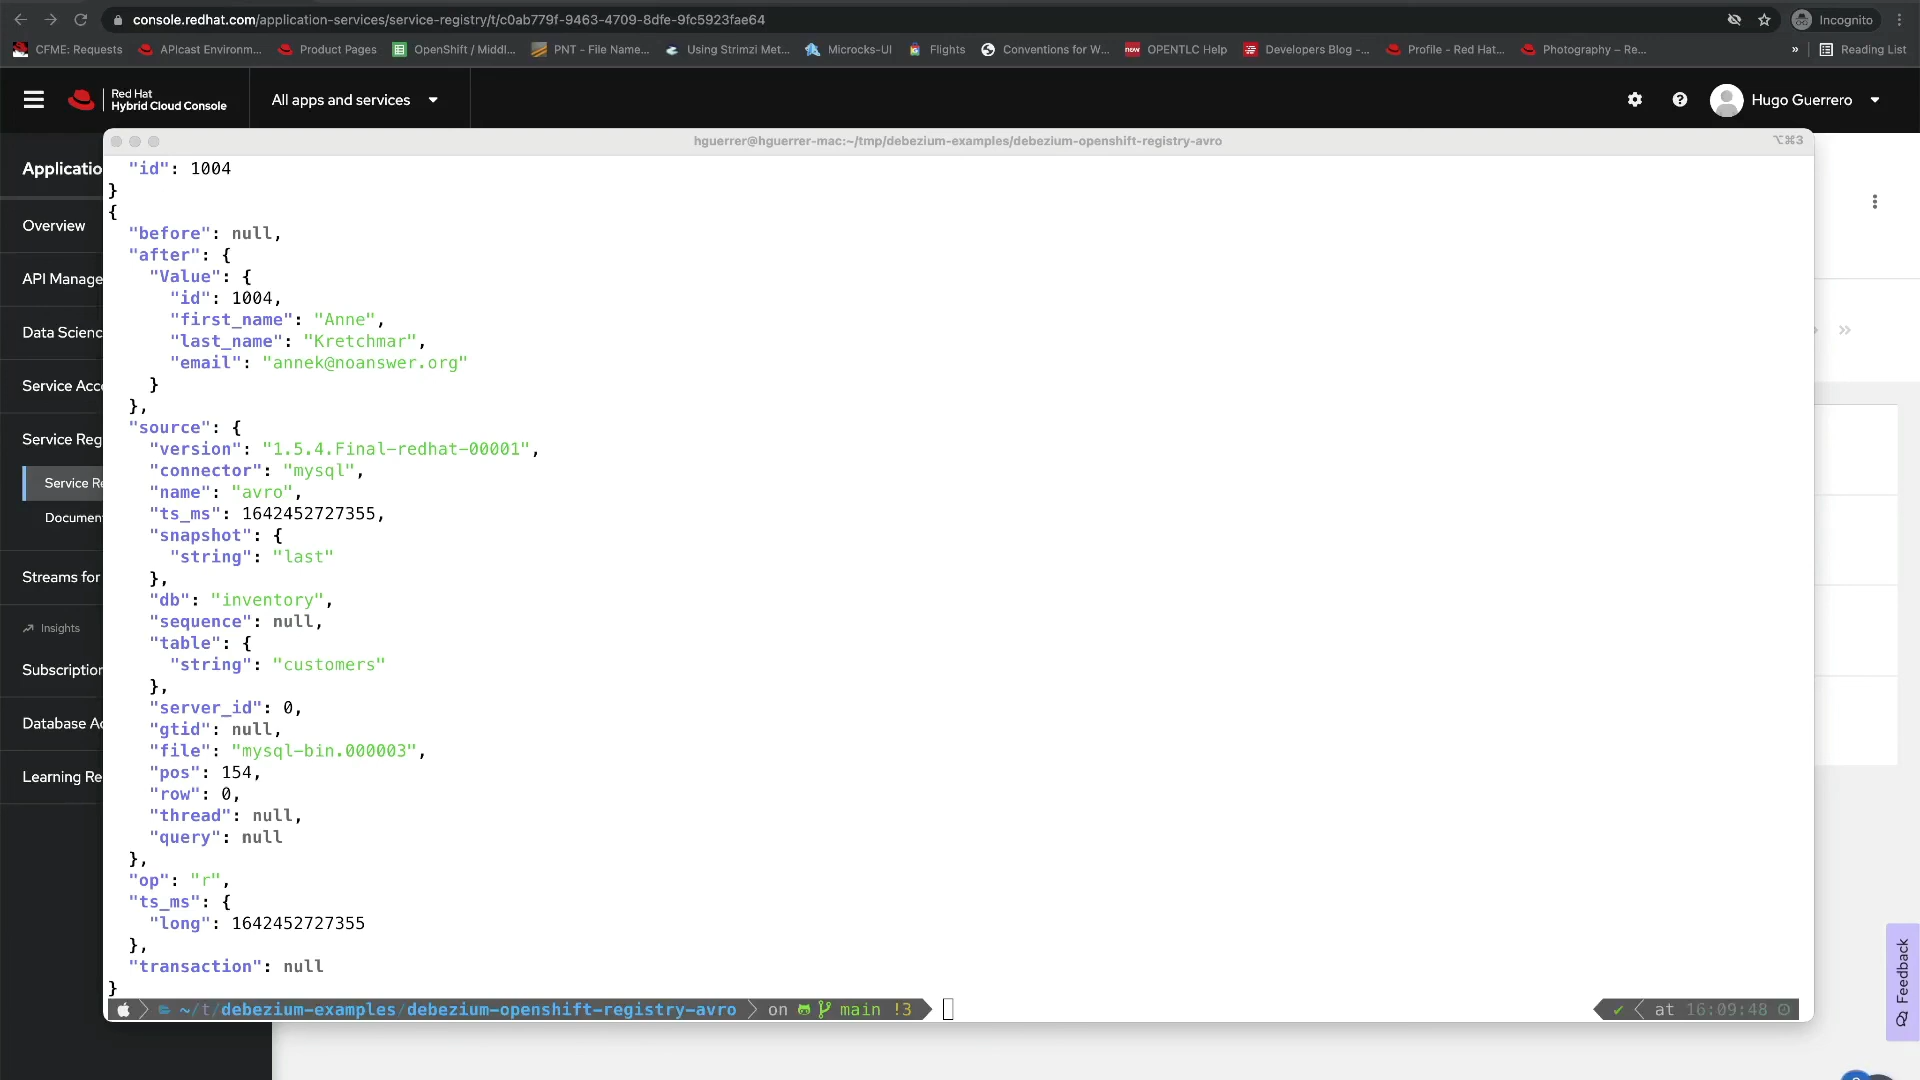 console.redhat.com/application-services/service-registry/t/c0ab779f-9463-4709-8dfe-9fc5923fae64
Incognito
CFME: Requests
APIcast Environm...
Product Pages
OpenShift / Middl...
PNT - File Name...
Using Strimzi Met...
Microcks-UI
Flights
Conventions for W...
OPENTLC Help
Developers Blog -...
Profile - Red Hat...
Photography – Re...
»
Reading List
Red Hat
Hybrid Cloud Console
All apps and services
Hugo Guerrero
hguerrer@hguerrer-mac:~/tmp/debezium-examples/debezium-openshift-registry-avro
⌥⌘3
Applicatio
Overview
API Manage
Data Scienc
Service Acc
Service Reg
Service Re
Documen
Streams for
Insights
Subscription
Database Ac
Learning Re
"id": 1004
}
{
"before": null,
"after": {
"Value": {
"id": 1004,
"first_name": "Anne",
"last_name": "Kretchmar",
"email": "annek@noanswer.org"
}
},
"source": {
"version": "1.5.4.Final-redhat-00001",
"connector": "mysql",
"name": "avro",
"ts_ms": 1642452727355,
"snapshot": {
"string": "last"
},
"db": "inventory",
"sequence": null,
"table": {
"string": "customers"
},
"server_id": 0,
"gtid": null,
"file": "mysql-bin.000003",
"pos": 154,
"row": 0,
"thread": null,
"query": null
},
"op": "r",
"ts_ms": {
"long": 1642452727355
},
"transaction": null
}
~/t/debezium-examples/debezium-openshift-registry-avro on main !3
✔ at 16:09:48
Feedback